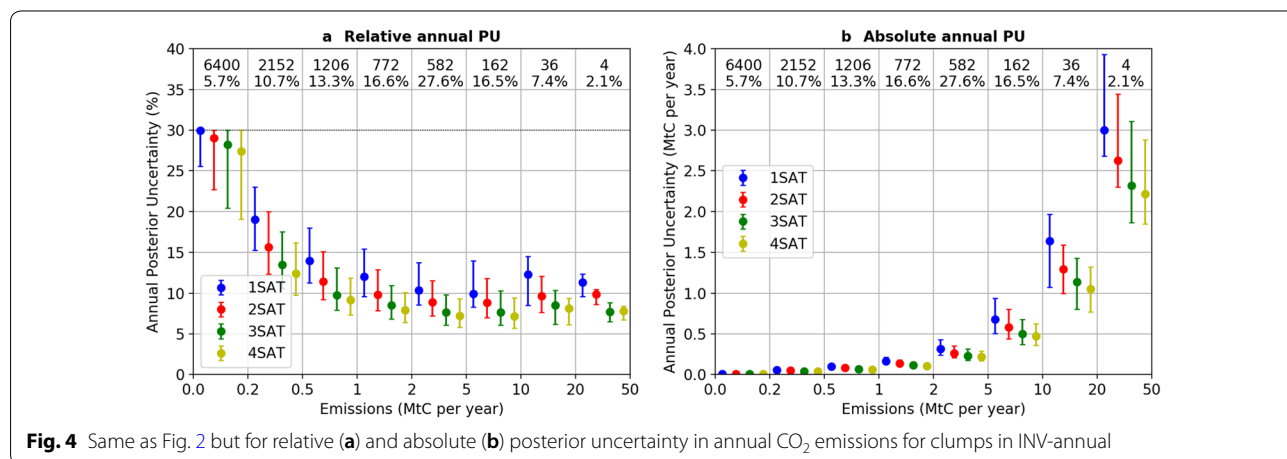 a Relative annual PU
40
35
30
25
20
15
10
5
0
Annual Posterior Uncertainty (%)
6400 2152 1206 772 582 162 36 4
5.7% 10.7% 13.3% 16.6% 27.6% 16.5% 7.4% 2.1%
1SAT
2SAT
3SAT
4SAT
0.0 0.2 0.5 1 2 5 10 20 50
Emissions (MtC per year)
b Absolute annual PU
4.0
3.5
3.0
2.5
2.0
1.5
1.0
0.5
0.0
Annual Posterior Uncertainty (MtC per year)
6400 2152 1206 772 582 162 36 4
5.7% 10.7% 13.3% 16.6% 27.6% 16.5% 7.4% 2.1%
1SAT
2SAT
3SAT
4SAT
0.0 0.2 0.5 1 2 5 10 20 50
Emissions (MtC per year)
Fig. 4 Same as Fig. 2 but for relative (a) and absolute (b) posterior uncertainty in annual CO₂ emissions for clumps in INV-annual